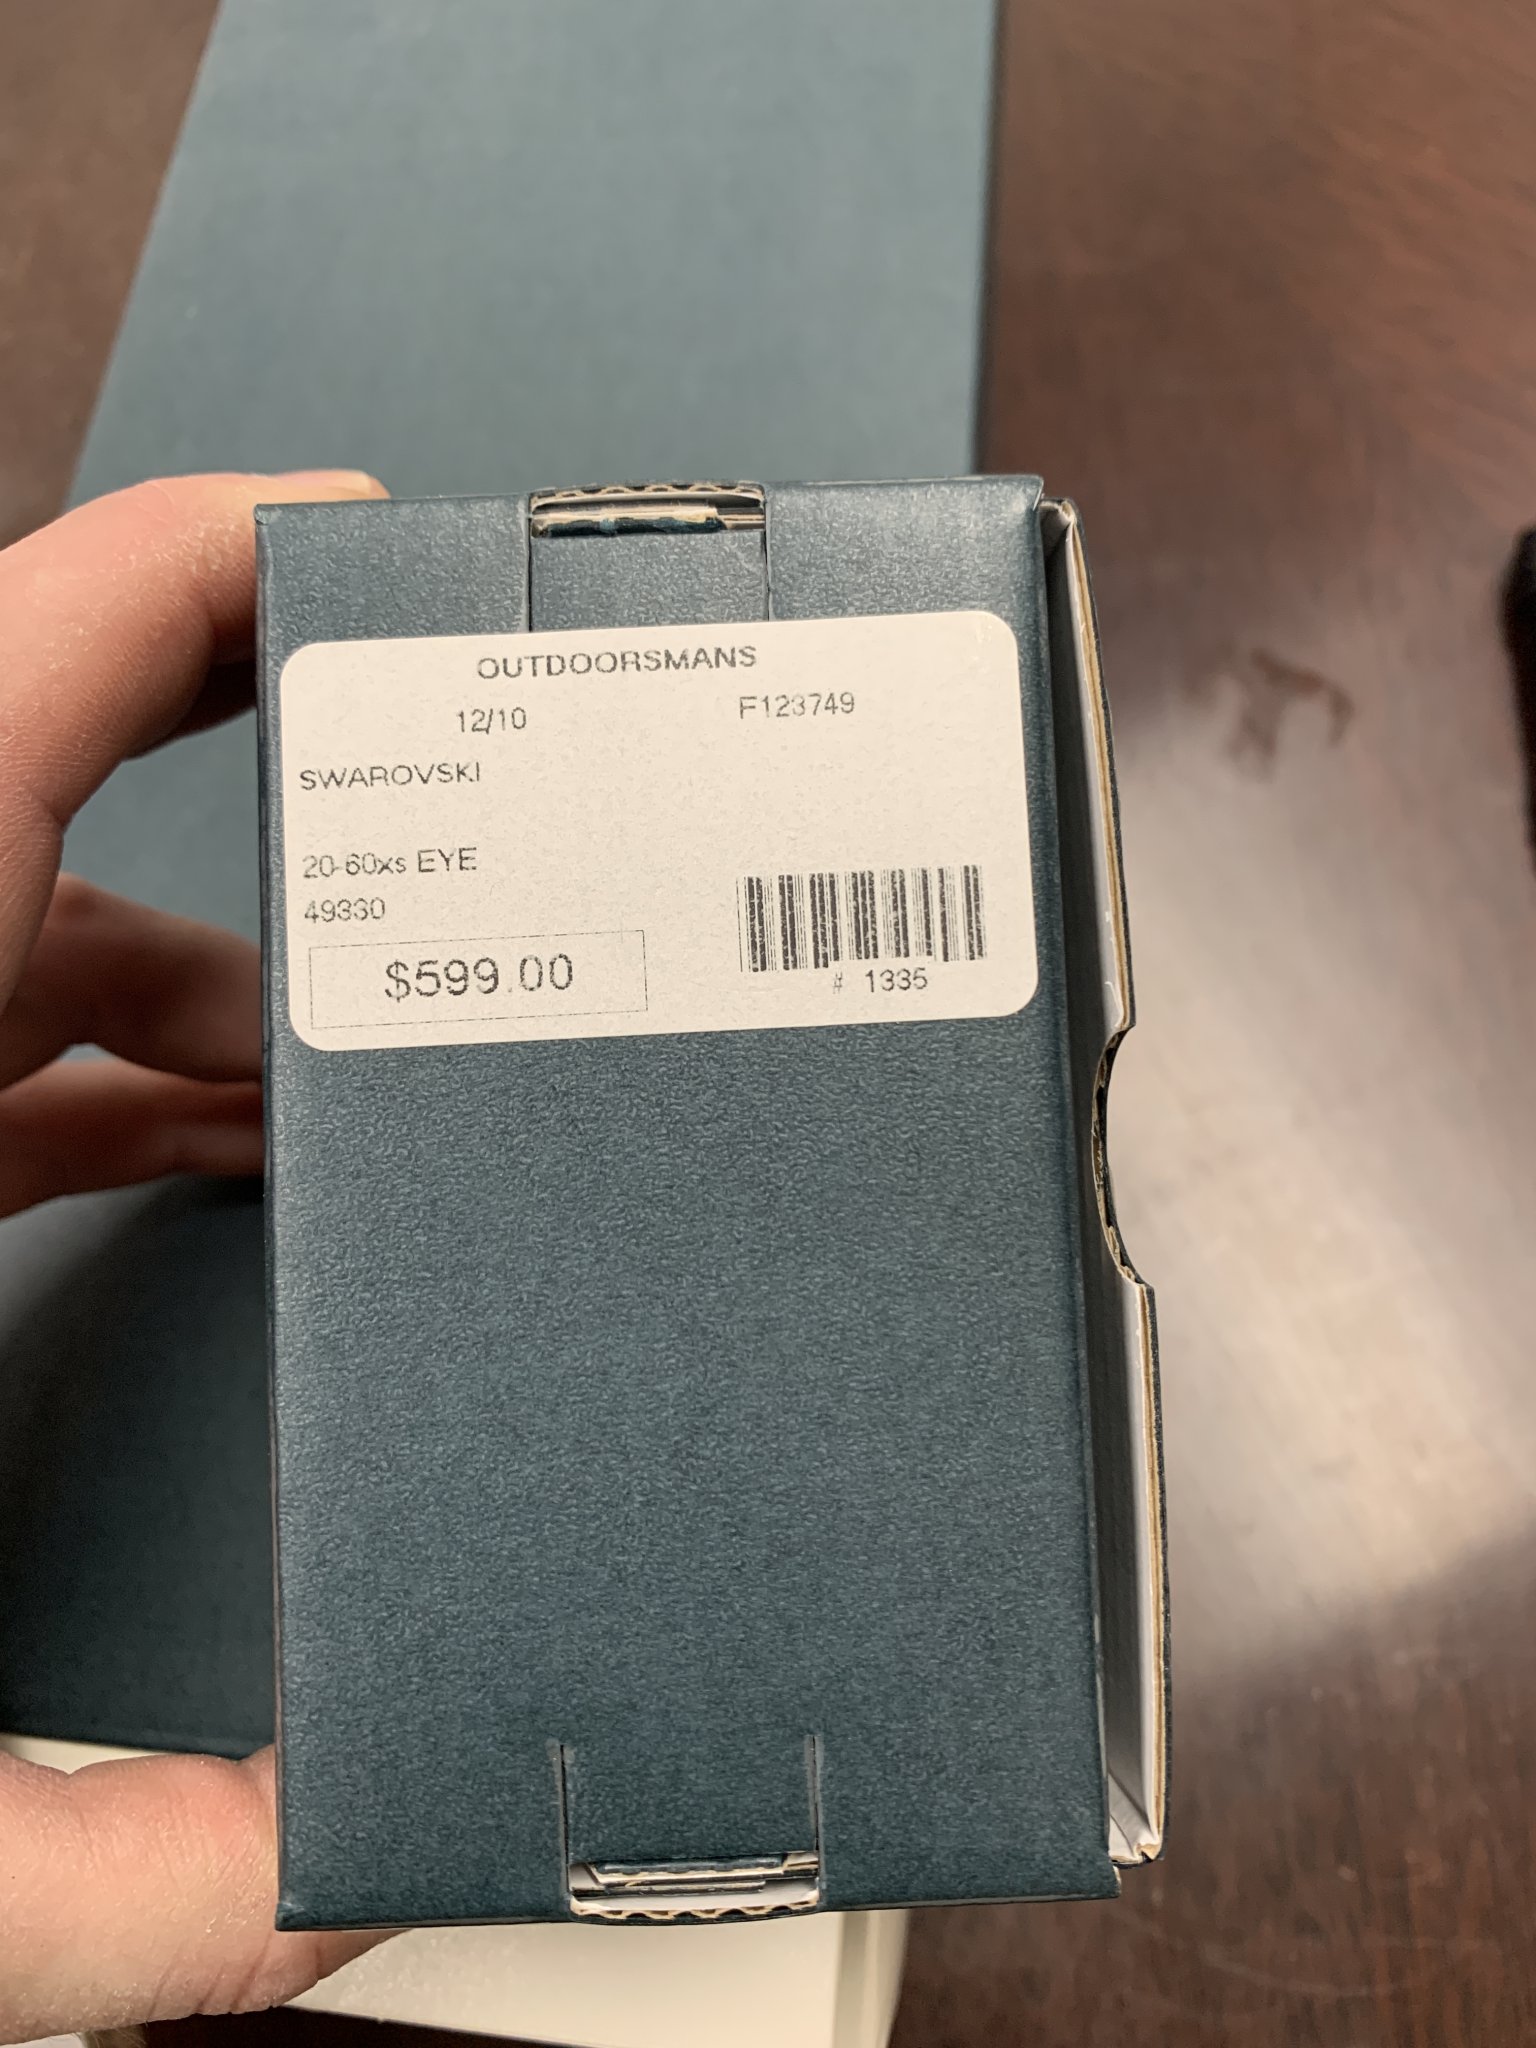 OUTDOORSMANS
12/10 F123749
SWAROVSKI
20-60xs EYE
49330
$599.00
# 1335